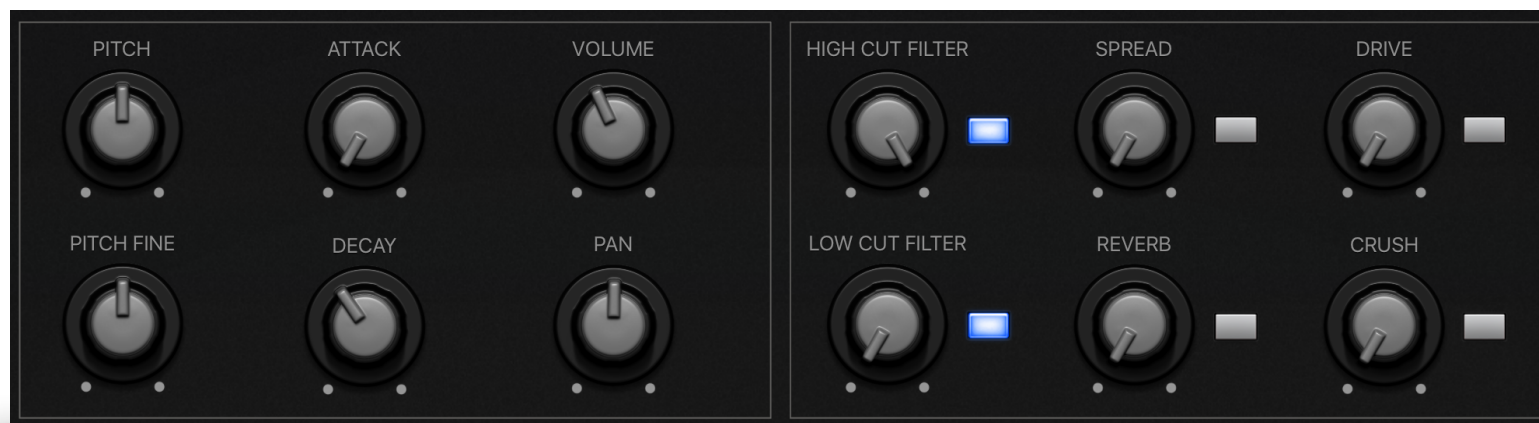 PITCH
ATTACK
VOLUME
HIGH CUT FILTER
SPREAD
DRIVE
PITCH FINE
DECAY
PAN
LOW CUT FILTER
REVERB
CRUSH